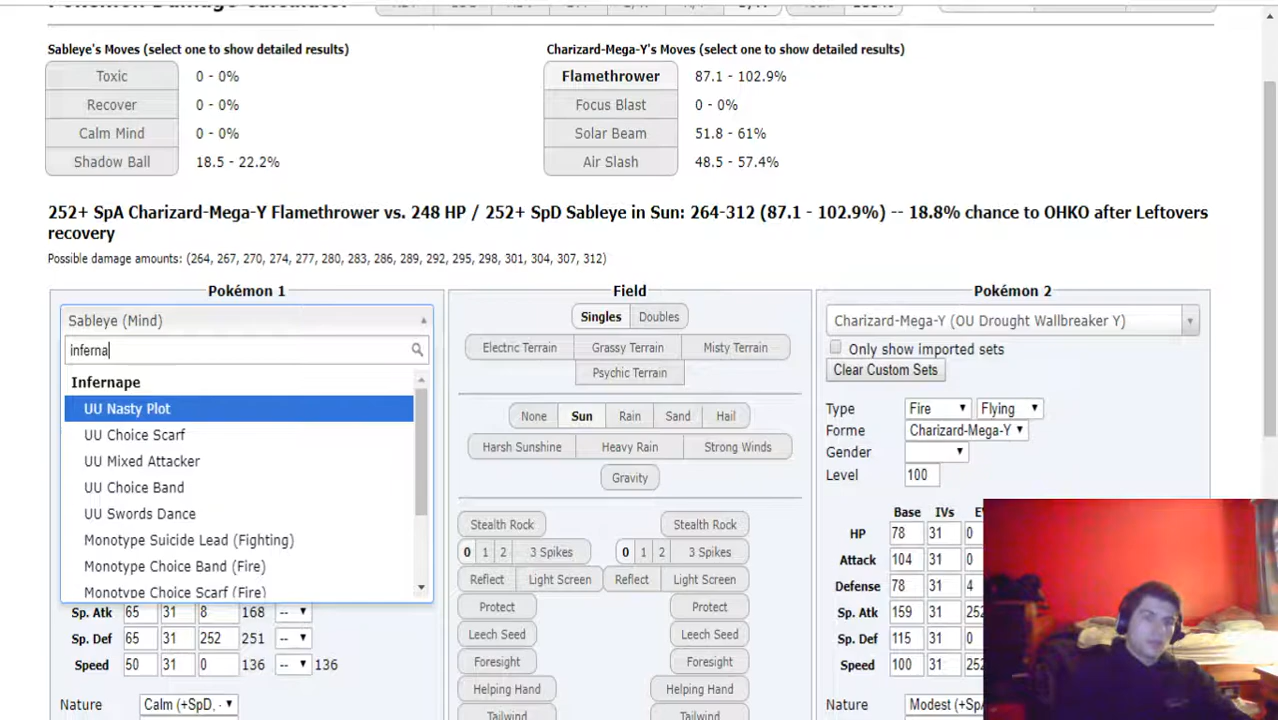 Sableye's Moves (select one to show detailed results)
Toxic 0 - 0%
Recover 0 - 0%
Calm Mind 0 - 0%
Shadow Ball 18.5 - 22.2%
Charizard-Mega-Y's Moves (select one to show detailed results)
Flamethrower 87.1 - 102.9%
Focus Blast 0 - 0%
Solar Beam 51.8 - 61%
Air Slash 48.5 - 57.4%
252+ SpA Charizard-Mega-Y Flamethrower vs. 248 HP / 252+ SpD Sableye in Sun: 264-312 (87.1 - 102.9%) -- 18.8% chance to OHKO after Leftovers
recovery
Possible damage amounts: (264, 267, 270, 274, 277, 280, 283, 286, 289, 292, 295, 298, 301, 304, 307, 312)
Pokémon 1
Sableye (Mind)
inferna
Infernape
UU Nasty Plot
UU Choice Scarf
UU Mixed Attacker
UU Choice Band
UU Swords Dance
Monotype Suicide Lead (Fighting)
Monotype Choice Band (Fire)
Monotype Choice Scarf (Fire)
Sp. Atk 65 31 8 168 --
Sp. Def 65 31 252 251 --
Speed 50 31 0 136 -- 136
Nature Calm (+SpD, -
Field
Singles Doubles
Electric Terrain Grassy Terrain Misty Terrain
Psychic Terrain
None Sun Rain Sand Hail
Harsh Sunshine Heavy Rain Strong Winds
Gravity
Stealth Rock Stealth Rock
0 1 2 3 Spikes 0 1 2 3 Spikes
Reflect Light Screen Reflect Light Screen
Protect Protect
Leech Seed Leech Seed
Foresight Foresight
Helping Hand Helping Hand
Tailwind Tailwind
Pokémon 2
Charizard-Mega-Y (OU Drought Wallbreaker Y)
Only show imported sets
Clear Custom Sets
Type Fire Flying
Forme Charizard-Mega-Y
Gender
Level 100
Base IVs
HP 78 31 0
Attack 104 31 0
Defense 78 31 4
Sp. Atk 159 31 252
Sp. Def 115 31 0
Speed 100 31 252
Nature Modest (+SpA